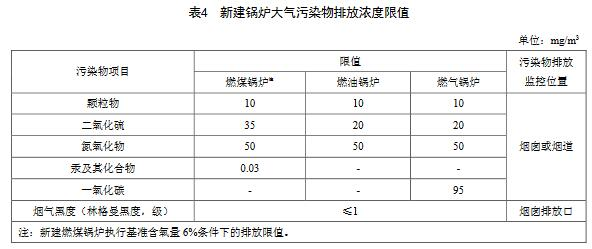 表4 新建锅炉大气污染物排放浓度限值
单位：mg/m³
污染物项目 限值 污染物排放监控位置
燃煤锅炉ᵃ 燃油锅炉 燃气锅炉
颗粒物 10 10 10 烟囱或烟道
二氧化硫 35 20 20
氮氧化物 50 50 50
汞及其化合物 0.03 - -
一氧化碳 - - 95
烟气黑度（林格曼黑度，级） ≤1 烟囱排放口
注：新建燃煤锅炉执行基准含氧量6%条件下的排放限值。